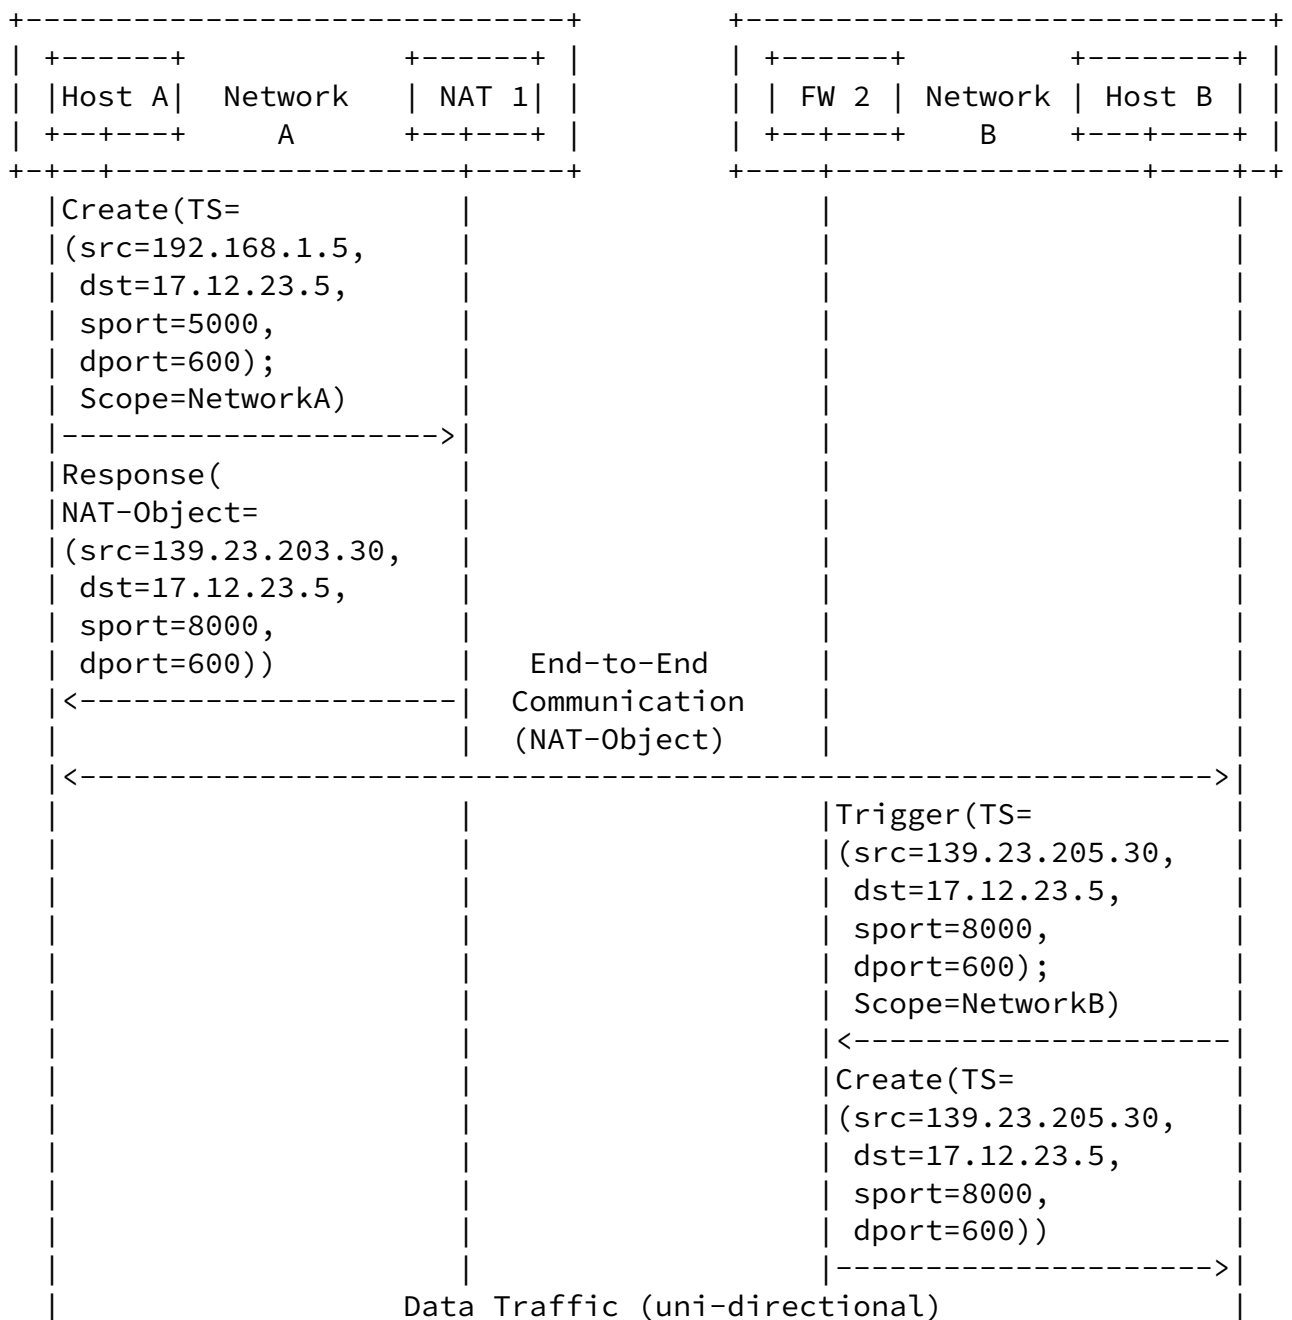 +------------------------------+        +-----------------------------+
| +------+            +------+ |        | +------+         +--------+ |
| |Host A|  Network   | NAT 1| |        | | FW 2 | Network | Host B | |
| +--+---+     A      +--+---+ |        | +--+---+    B    +---+----+ |
+-+--+-------------------+-----+        +----+-----------------+----+-+
  |Create(TS=            |                   |                      |
  |(src=192.168.1.5,     |                   |                      |
  | dst=17.12.23.5,      |                   |                      |
  | sport=5000,          |                   |                      |
  | dport=600);          |                   |                      |
  | Scope=NetworkA)      |                   |                      |
  |--------------------->|                   |                      |
  |Response(             |                   |                      |
  |NAT-Object=           |                   |                      |
  |(src=139.23.203.30,   |                   |                      |
  | dst=17.12.23.5,      |                   |                      |
  | sport=8000,          |                   |                      |
  | dport=600))          |   End-to-End      |                      |
  |<---------------------|  Communication    |                      |
  |                      |  (NAT-Object)     |                      |
  |<--------------------------------------------------------------->|
  |                      |                   |Trigger(TS=           |
  |                      |                   |(src=139.23.205.30,   |
  |                      |                   | dst=17.12.23.5,      |
  |                      |                   | sport=8000,          |
  |                      |                   | dport=600);          |
  |                      |                   | Scope=NetworkB)      |
  |                      |                   |<---------------------|
  |                      |                   |Create(TS=            |
  |                      |                   |(src=139.23.205.30,   |
  |                      |                   | dst=17.12.23.5,      |
  |                      |                   | sport=8000,          |
  |                      |                   | dport=600))          |
  |                      |                   |--------------------->|
  |                   Data Traffic (uni-directional)                |